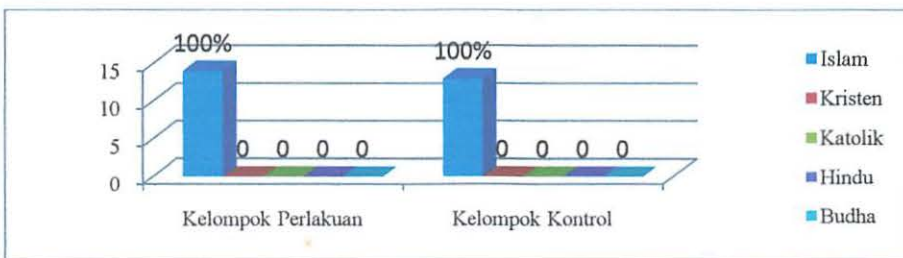 100% 100%
15
10
5
0
0 0 0 0 0 0 0 0
Kelompok Perlakuan Kelompok Kontrol
Islam
Kristen
Katolik
Hindu
Budha